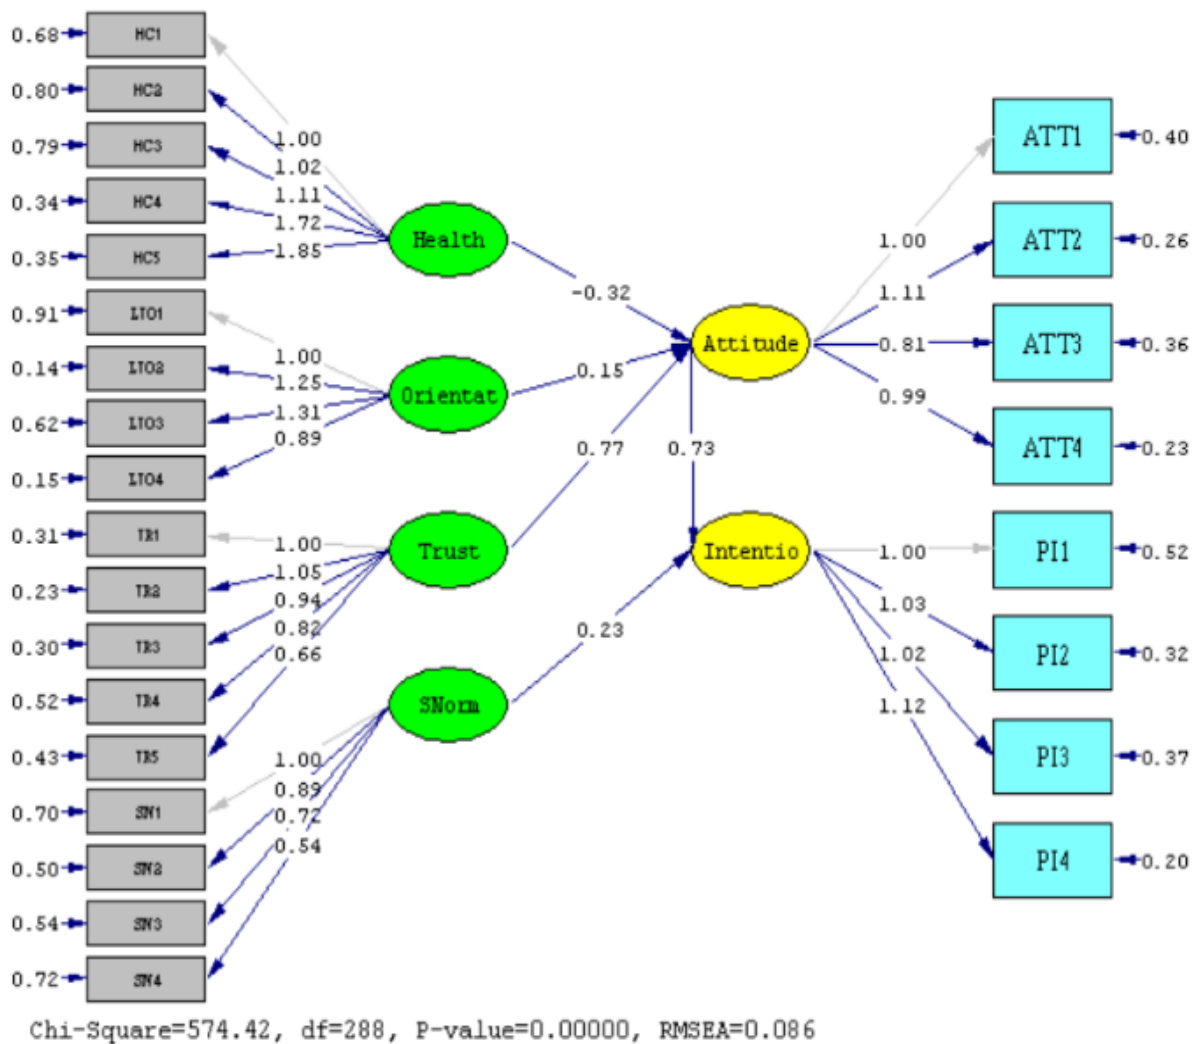 0.68 HC1
0.80 HC2
0.79 HC3
0.34 HC4
0.35 HC5
0.91 LTO1
0.14 LTO2
0.62 LTO3
0.15 LTO4
0.31 TR1
0.23 TR2
0.30 TR3
0.52 TR4
0.43 TR5
0.70 SN1
0.50 SN2
0.54 SN3
0.72 SN4
1.00
1.02
1.11
1.72
1.85
1.00
1.25
1.31
0.89
1.00
1.05
0.94
0.82
0.66
1.00
0.89
0.72
0.54
Health
Orientat
Trust
SNorm
-0.32
0.15
0.77
0.73
0.23
Attitude
Intentio
1.00
1.11
0.81
0.99
1.00
1.03
1.02
1.12
ATT1 0.40
ATT2 0.26
ATT3 0.36
ATT4 0.23
PI1 0.52
PI2 0.32
PI3 0.37
PI4 0.20
Chi-Square=574.42, df=288, P-value=0.00000, RMSEA=0.086